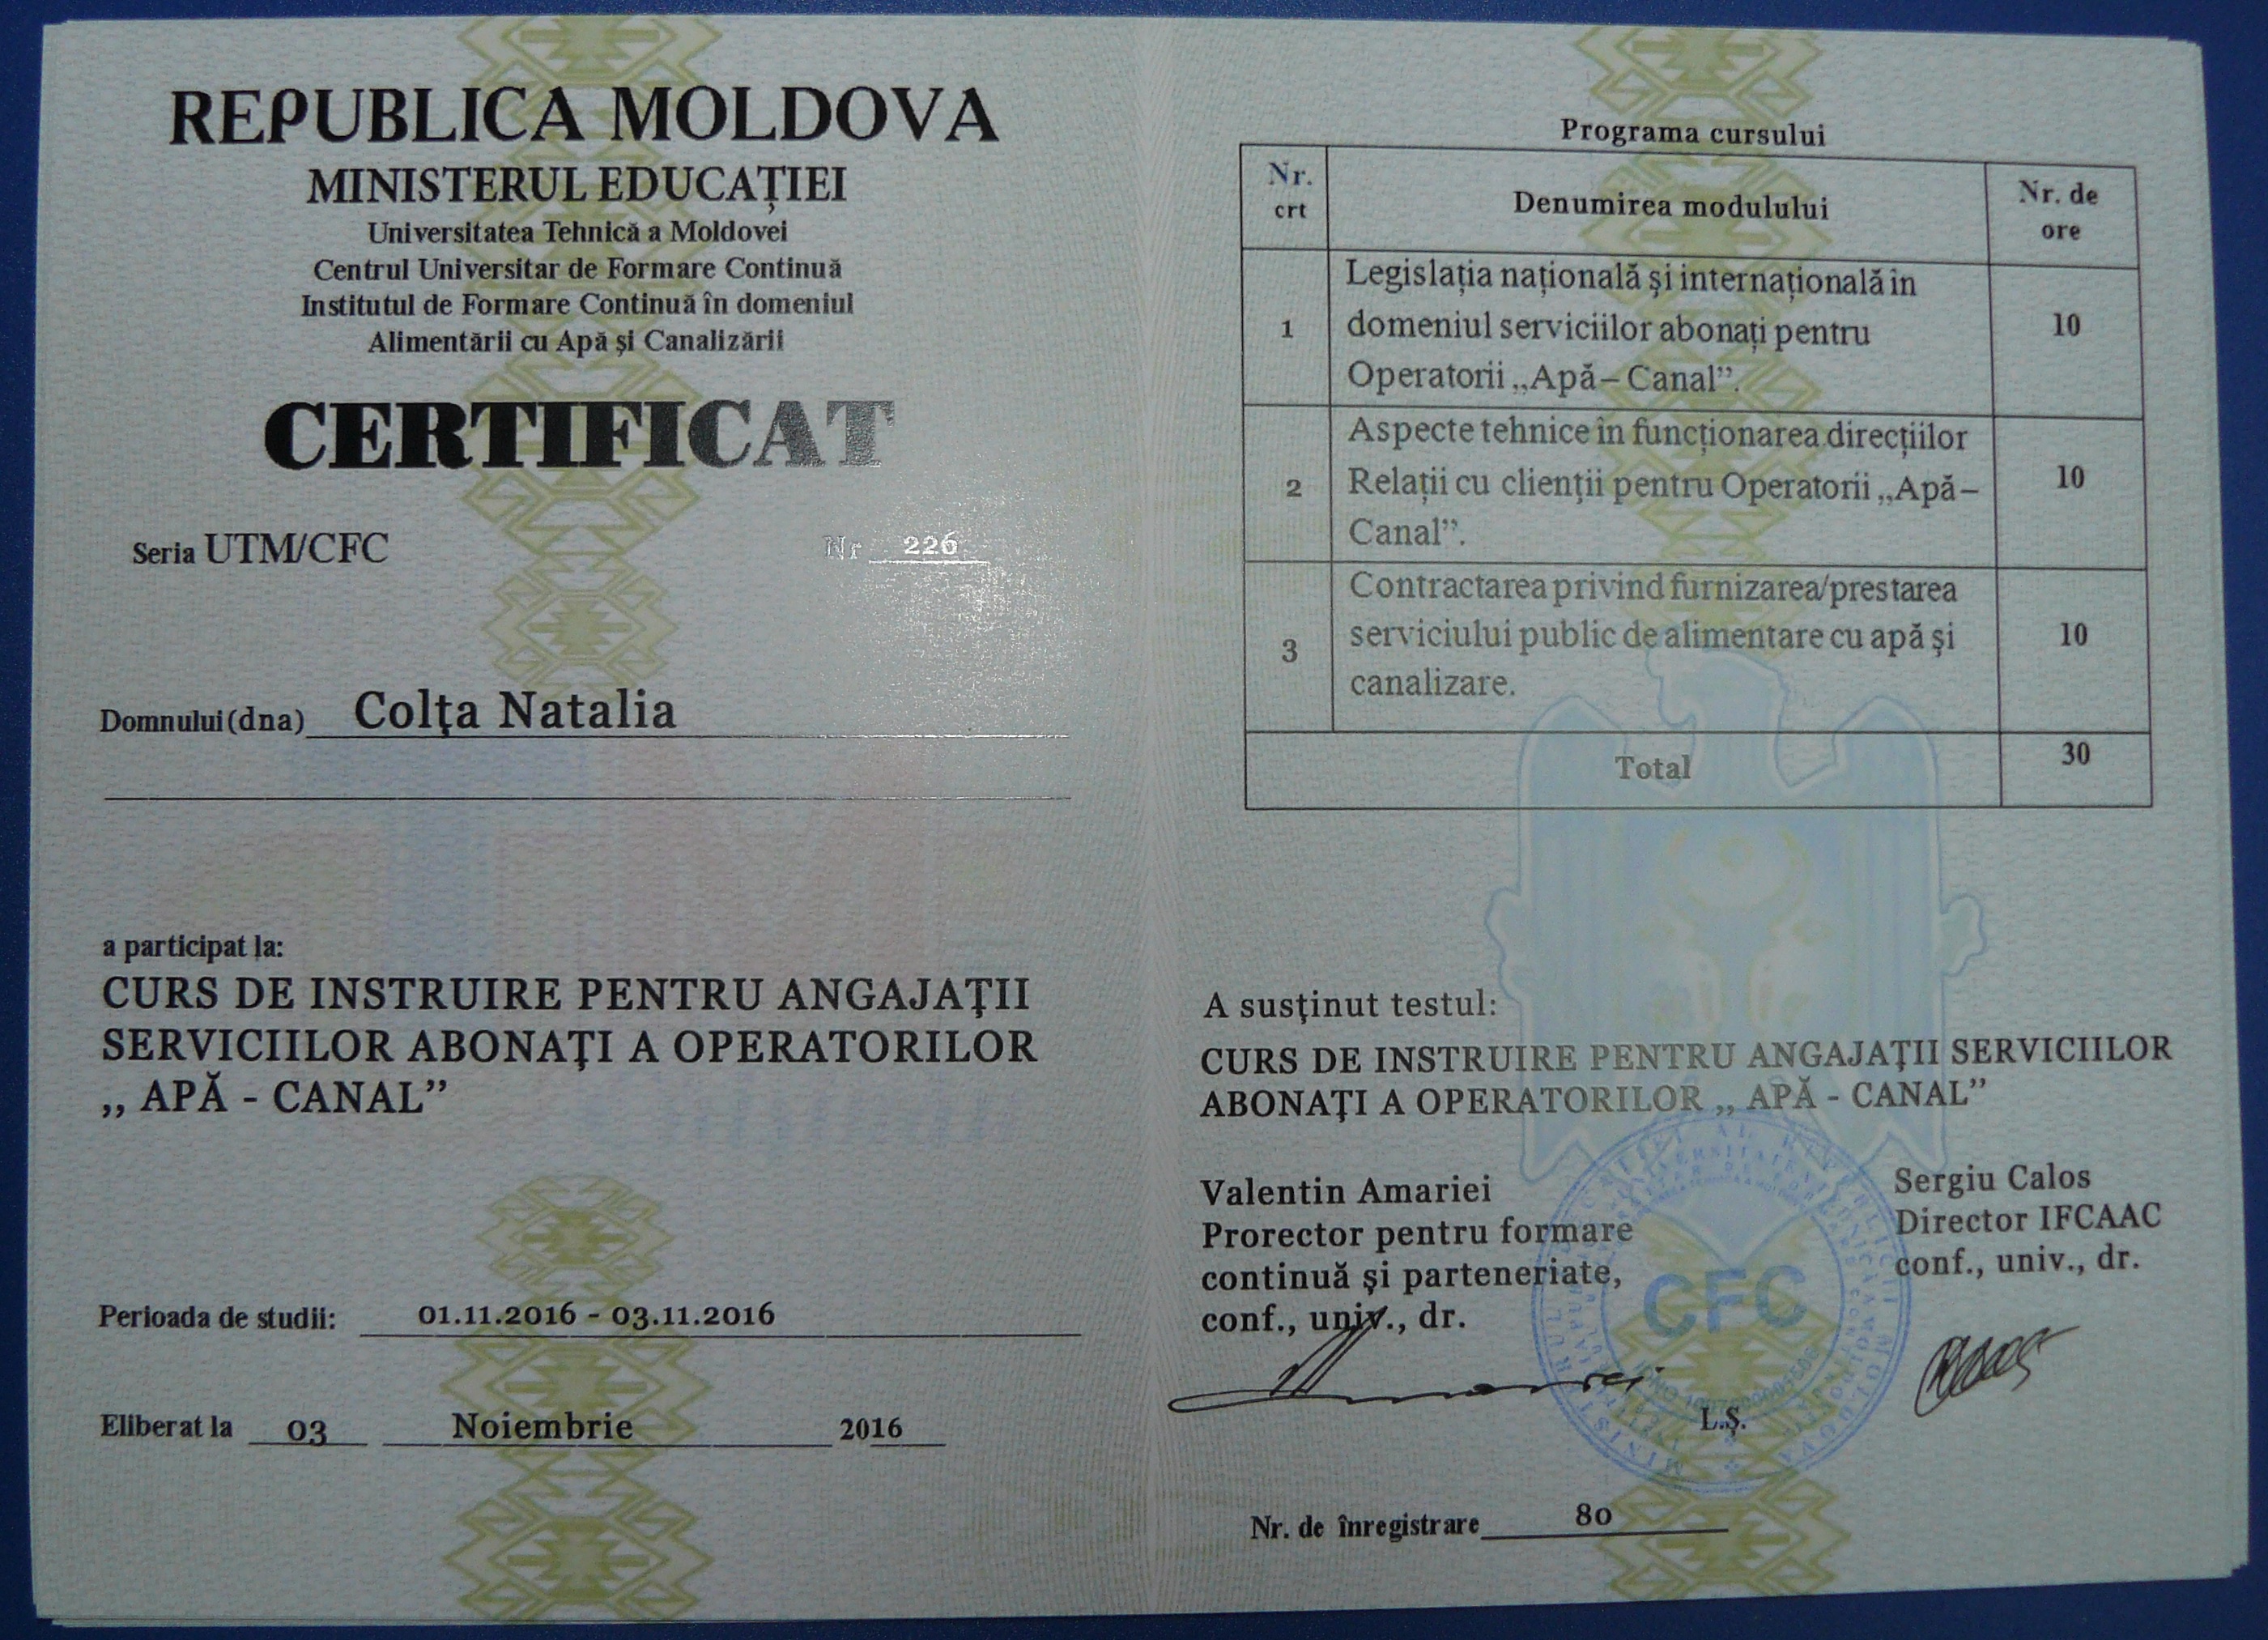 REPUBLICA MOLDOVA
MINISTERUL EDUCAȚIEI
Universitatea Tehnică a Moldovei
Centrul Universitar de Formare Continuă
Institutul de Formare Continuă în domeniul
Alimentării cu Apă și Canalizării
CERTIFICAT
Seria UTM/CFC Nr 226
Domnului(dna) Colța Natalia
a participat la:
CURS DE INSTRUIRE PENTRU ANGAJAȚII
SERVICIILOR ABONAȚI A OPERATORILOR
„ APĂ - CANAL”
Perioada de studii: 01.11.2016 - 03.11.2016
Eliberat la 03 Noiembrie 2016
Programa cursului
Nr. crt
Denumirea modulului
Nr. de ore
1
Legislația națională și internațională in
domeniul serviciilor abonați pentru
Operatorii „Apă – Canal”.
10
2
Aspecte tehnice în funcționarea direcțiilor
Relații cu clienții pentru Operatorii „Apă –
Canal”.
10
3
Contractarea privind furnizarea/prestarea
serviciului public de alimentare cu apă și
canalizare.
10
Total 30
A susținut testul:
CURS DE INSTRUIRE PENTRU ANGAJAȚII SERVICIILOR
ABONAȚI A OPERATORILOR „ APĂ - CANAL”
Valentin Amariei
Prorector pentru formare
continuă și parteneriate,
conf., univ., dr.
Sergiu Calos
Director IFCAAC
conf., univ., dr.
CFC
L.Ș.
Nr. de înregistrare 80